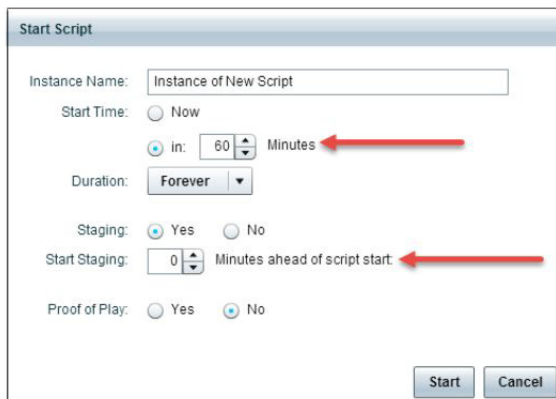 Start Script
Instance Name: Instance of New Script
Start Time: Now
in: 60 Minutes
Duration: Forever
Staging: Yes No
Start Staging: 0 Minutes ahead of script start:
Proof of Play: Yes No
Start Cancel